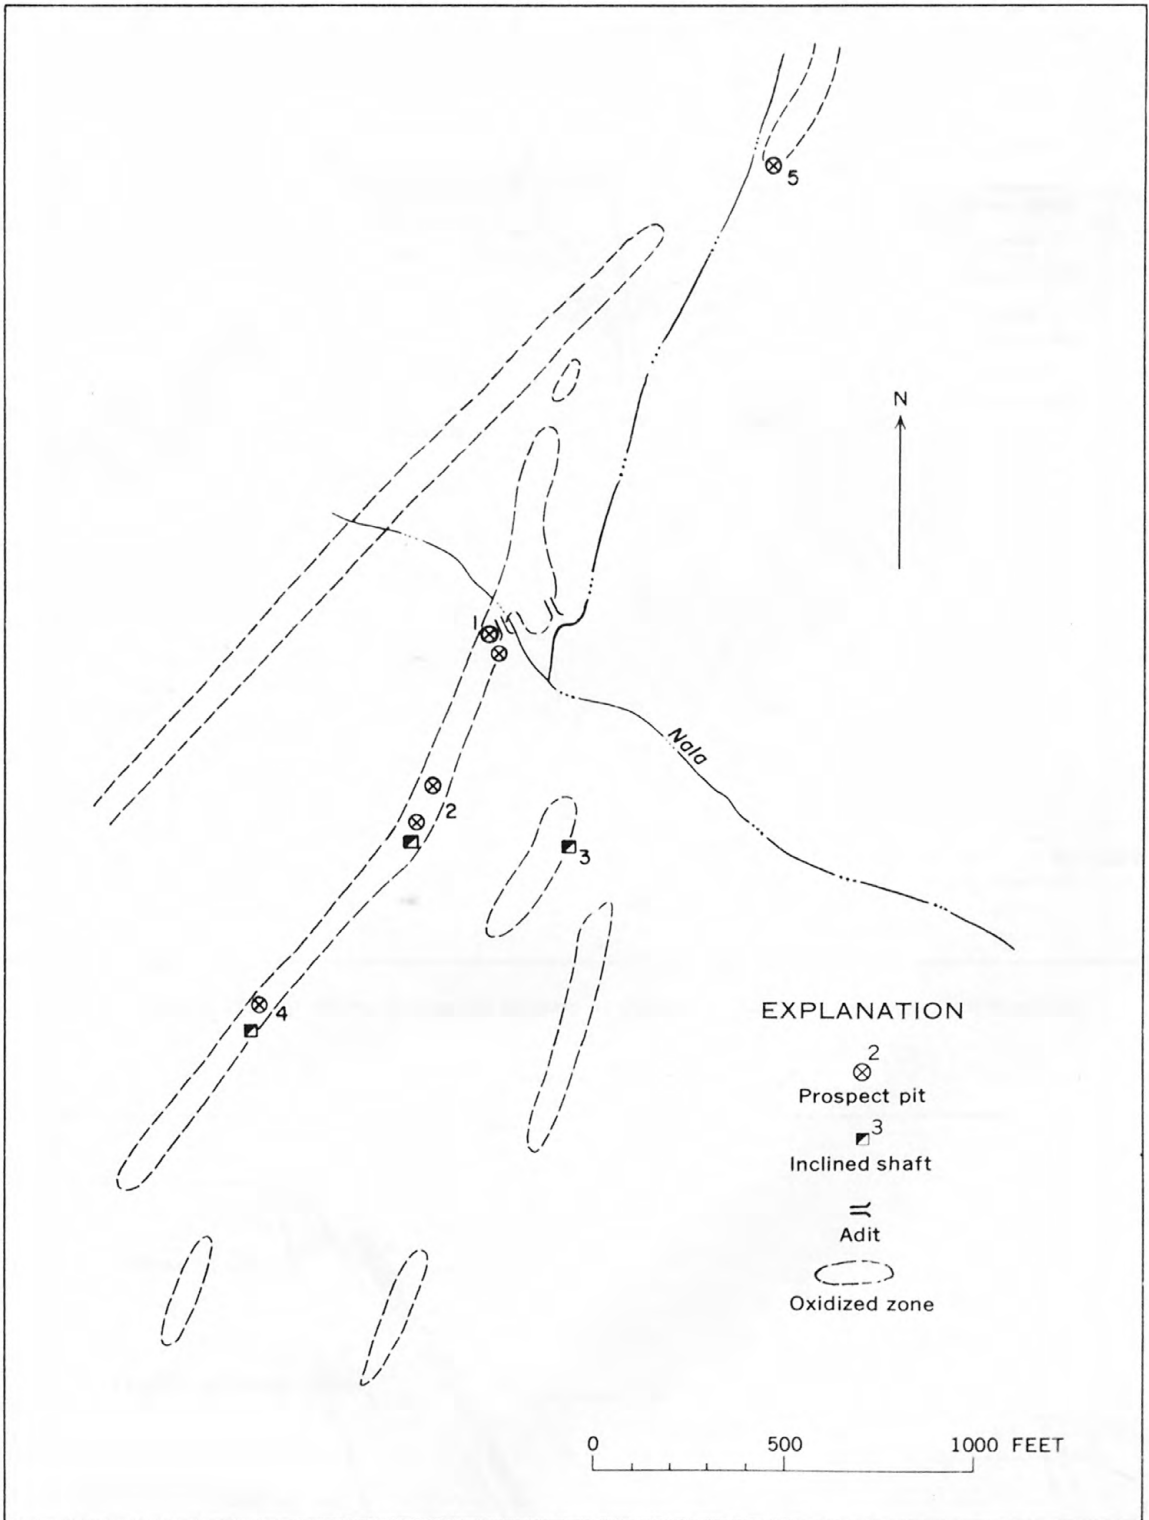 5
N
1
Nala
2
3
4
EXPLANATION
2
Prospect pit
3
Inclined shaft
Adit
Oxidized zone
0 500 1000 FEET